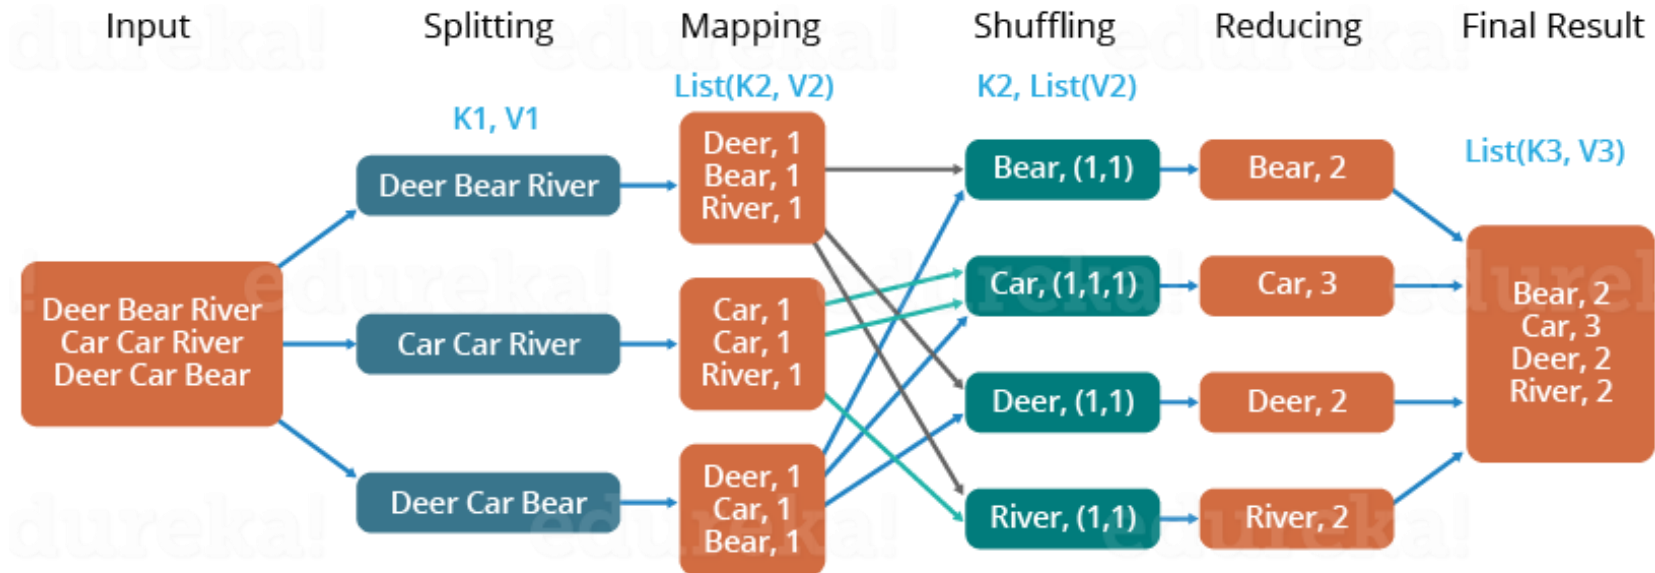 Input
Splitting
Mapping
Shuffling
Reducing
Final Result
K1, V1
List(K2, V2)
K2, List(V2)
List(K3, V3)
Deer Bear River
Car Car River
Deer Car Bear
Deer Bear River
Car Car River
Deer Car Bear
Deer, 1
Bear, 1
River, 1
Car, 1
Car, 1
River, 1
Deer, 1
Car, 1
Bear, 1
Bear, (1,1)
Car, (1,1,1)
Deer, (1,1)
River, (1,1)
Bear, 2
Car, 3
Deer, 2
River, 2
Bear, 2
Car, 3
Deer, 2
River, 2
edureka!